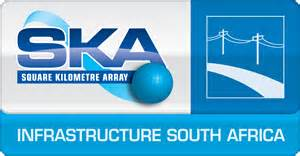 SKA
SQUARE KILOMETRE ARRAY
INFRASTRUCTURE SOUTH AFRICA